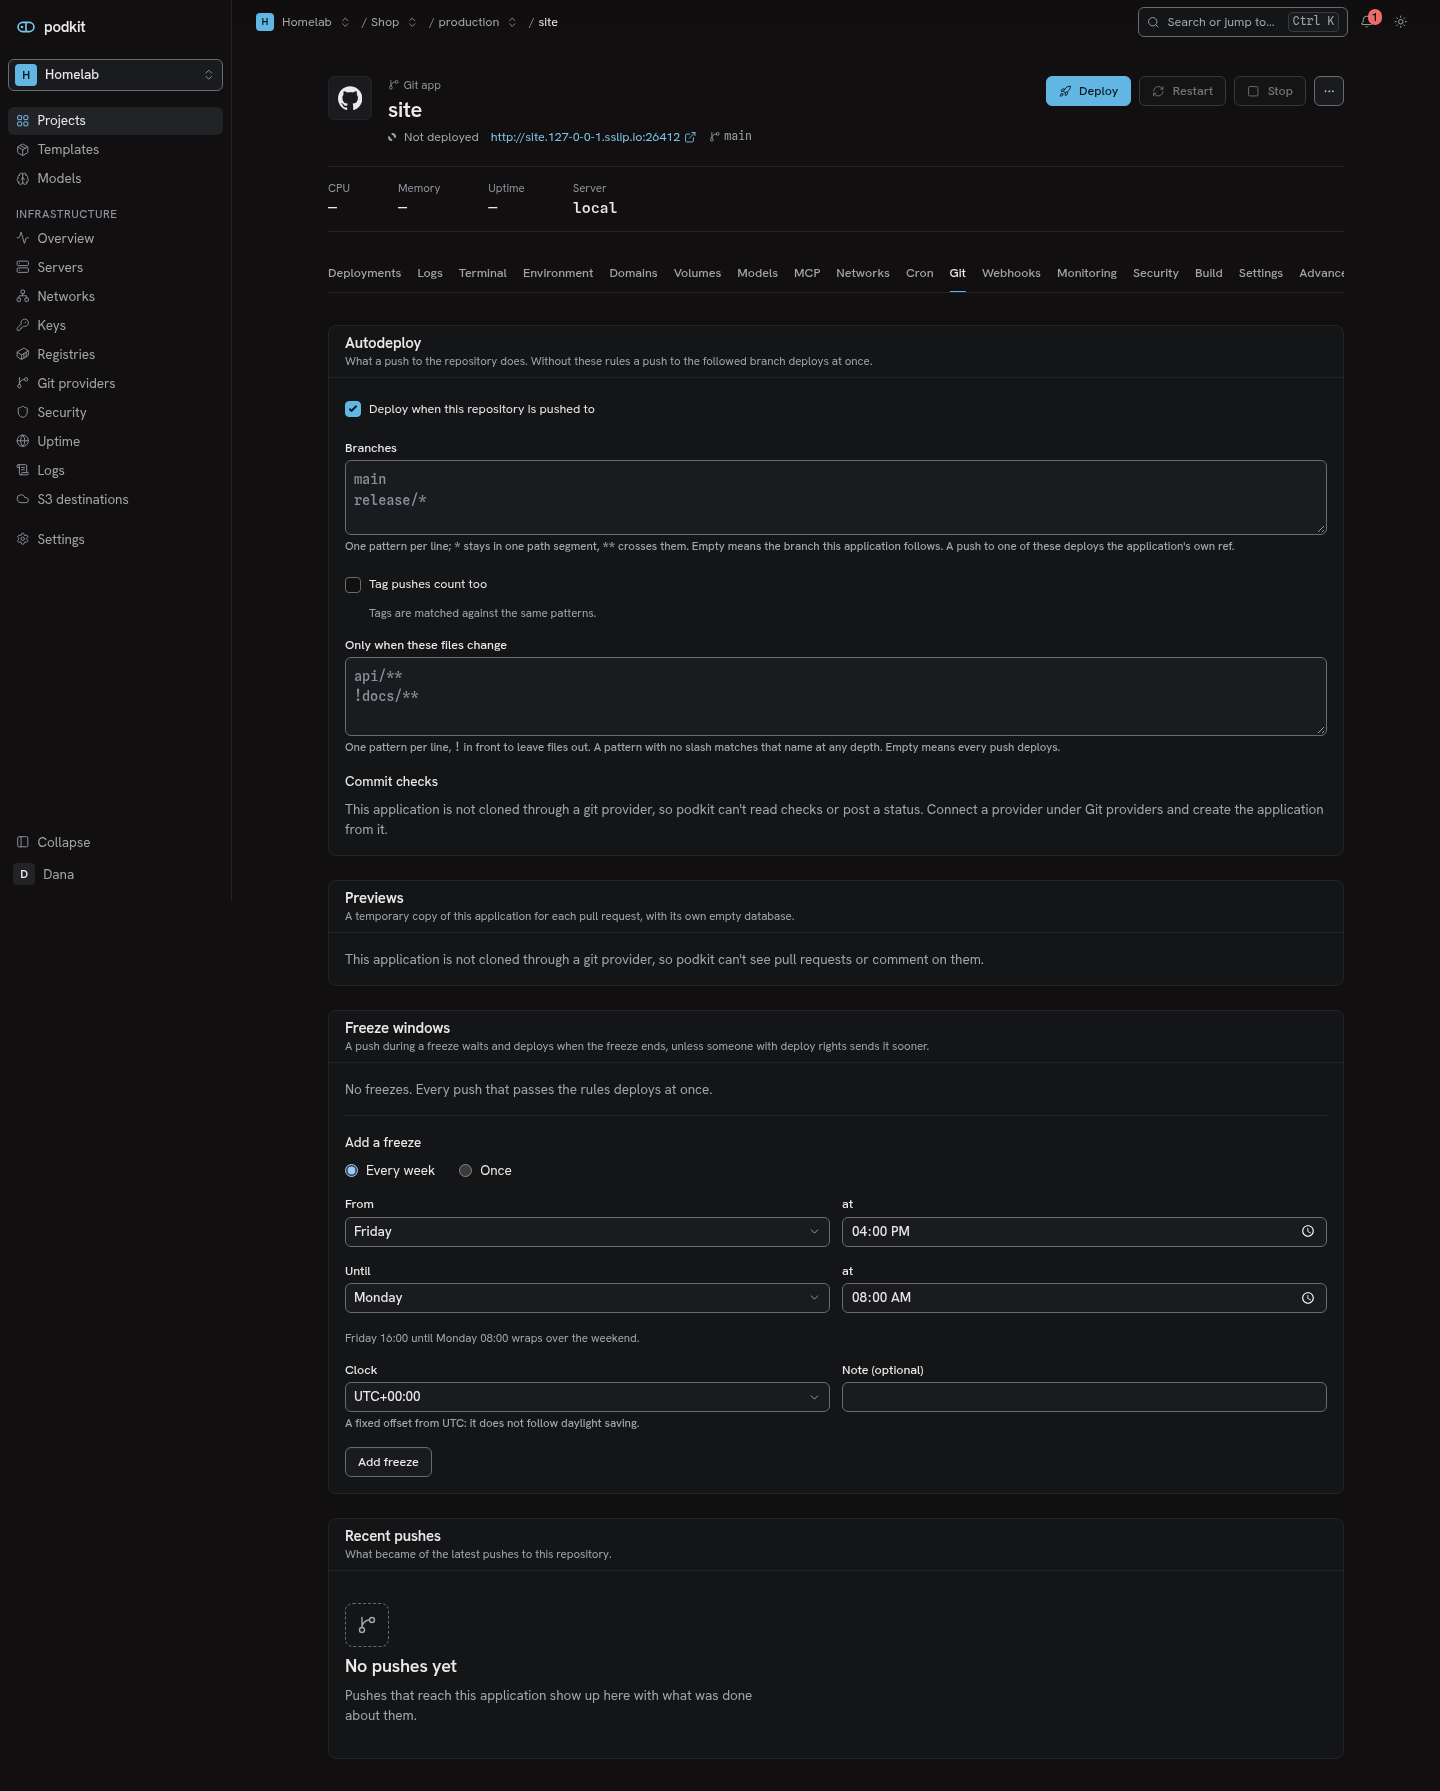 podkit
H Homelab
Projects
Templates
Models
INFRASTRUCTURE
Overview
Servers
Networks
Keys
Registries
Git providers
Security
Uptime
Logs
S3 destinations
Settings
Collapse
D Dana
H Homelab / Shop / production / site
Search or jump to... Ctrl K
1
Git app
site
Not deployed http://site.127-0-0-1.sslip.io:26412 main
Deploy Restart Stop ...
CPU Memory Uptime Server
— — — local
Deployments Logs Terminal Environment Domains Volumes Models MCP Networks Cron Git Webhooks Monitoring Security Build Settings Advance
Autodeploy
What a push to the repository does. Without these rules a push to the followed branch deploys at once.
Deploy when this repository is pushed to
Branches
main
release/*
One pattern per line; * stays in one path segment, ** crosses them. Empty means the branch this application follows. A push to one of these deploys the application's own ref.
Tag pushes count too
Tags are matched against the same patterns.
Only when these files change
api/**
!docs/**
One pattern per line, ! in front to leave files out. A pattern with no slash matches that name at any depth. Empty means every push deploys.
Commit checks
This application is not cloned through a git provider, so podkit can't read checks or post a status. Connect a provider under Git providers and create the application
from it.
Previews
A temporary copy of this application for each pull request, with its own empty database.
This application is not cloned through a git provider, so podkit can't see pull requests or comment on them.
Freeze windows
A push during a freeze waits and deploys when the freeze ends, unless someone with deploy rights sends it sooner.
No freezes. Every push that passes the rules deploys at once.
Add a freeze
Every week Once
From at
Friday 04:00 PM
Until at
Monday 08:00 AM
Friday 16:00 until Monday 08:00 wraps over the weekend.
Clock Note (optional)
UTC+00:00
A fixed offset from UTC: it does not follow daylight saving.
Add freeze
Recent pushes
What became of the latest pushes to this repository.
No pushes yet
Pushes that reach this application show up here with what was done
about them.